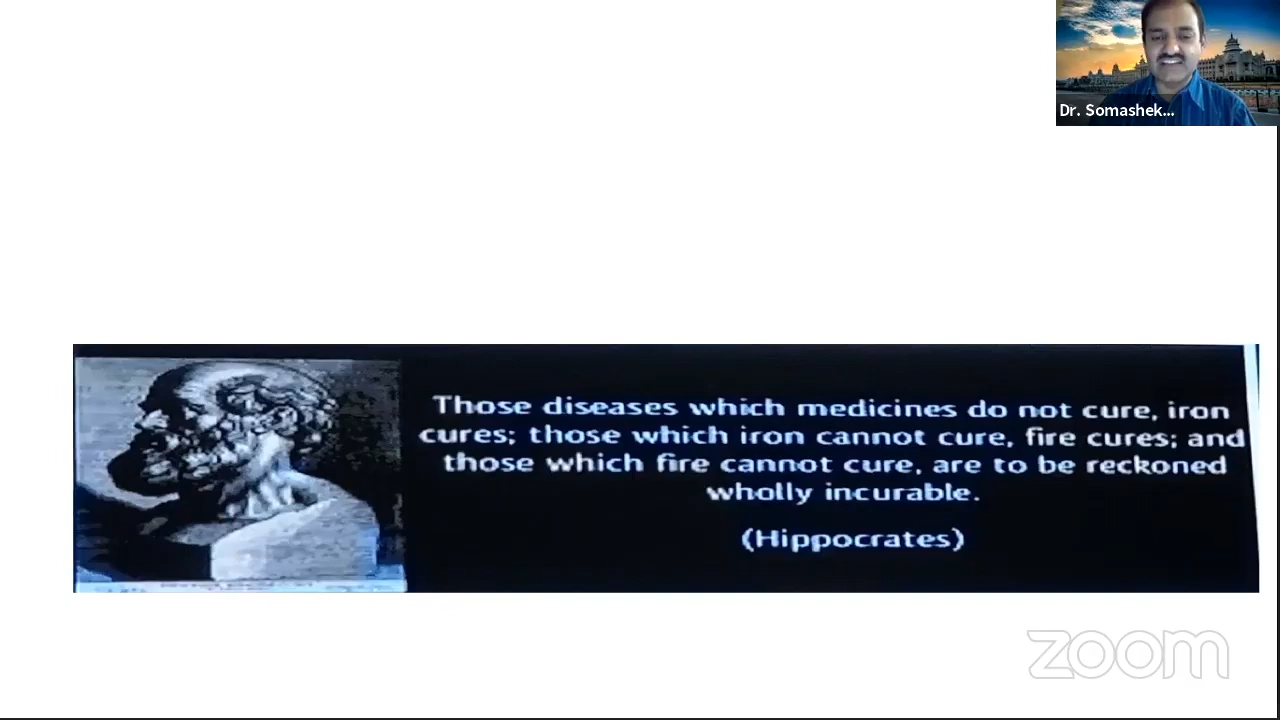 Dr. Somashek...
Those diseases which medicines do not cure, iron
cures; those which iron cannot cure, fire cures; and
those which fire cannot cure, are to be reckoned
wholly incurable.
(Hippocrates)
zoom